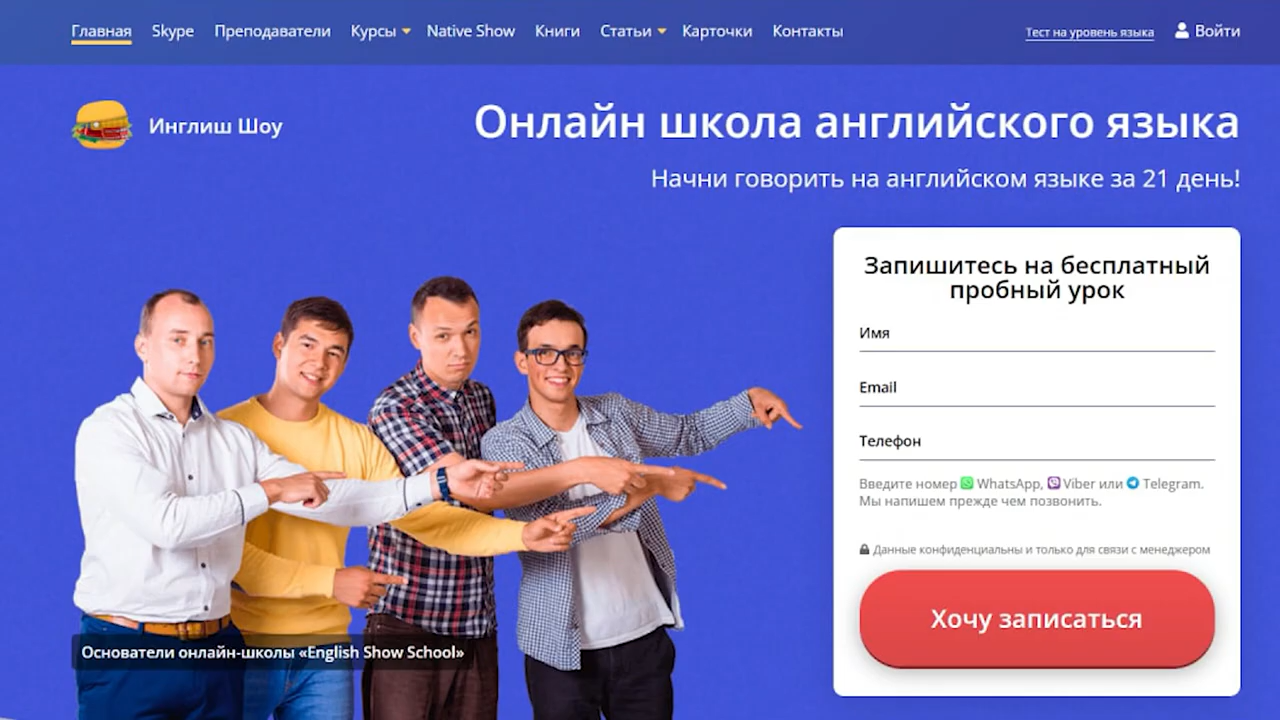 Главная Skype Преподаватели Курсы Native Show Книги Статьи Карточки Контакты Тест на уровень языка Войти
Инглиш Шоу
Онлайн школа английского языка
Начни говорить на английском языке за 21 день!
Запишитесь на бесплатный
пробный урок
Имя
Email
Телефон
Введите номер WhatsApp, Viber или Telegram.
Мы напишем прежде чем позвонить.
Данные конфиденциальны и только для связи с менеджером
Хочу записаться
Основатели онлайн-школы «English Show School»